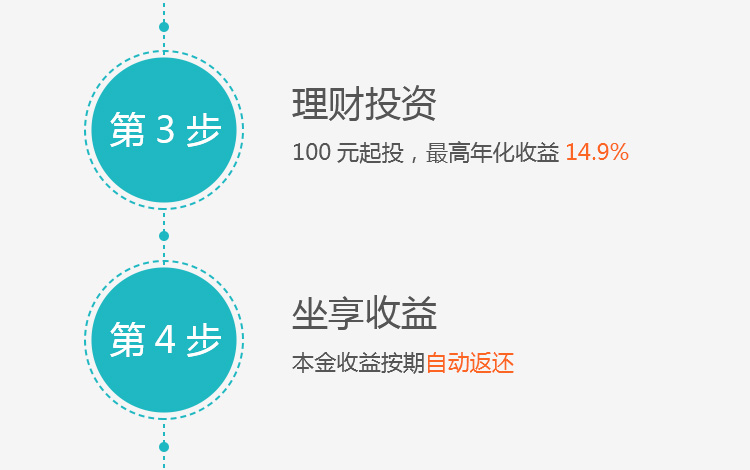 第 3 步
理财投资
100 元起投，最高年化收益 14.9%
第 4 步
坐享收益
本金收益按期自动返还